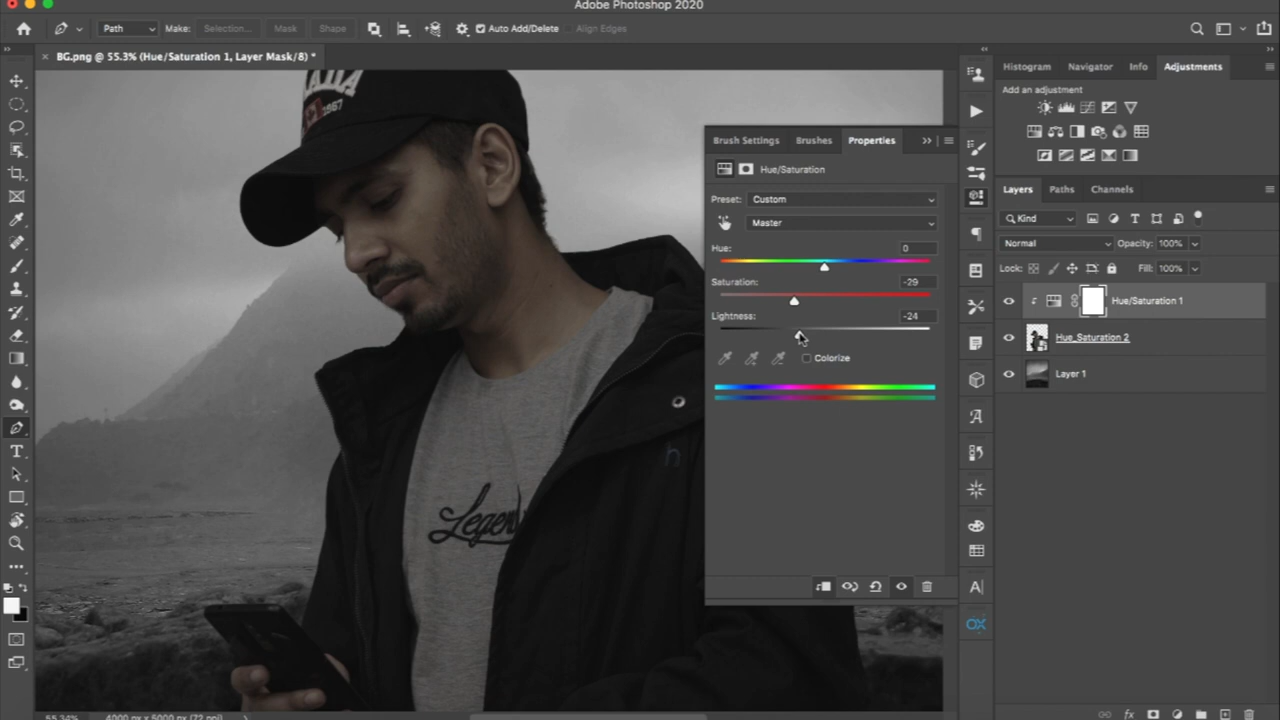 Adobe Photoshop 2020
Path
Make:
Selection...
Mask
Shape
Auto Add/Delete
Align Edges
BG.png @ 55.3% (Hue/Saturation 1, Layer Mask/8) *
Histogram
Navigator
Info
Adjustments
Add an adjustment
1967
Brush Settings
Brushes
Properties
Hue/Saturation
Preset:
Custom
Master
Hue:
0
Saturation:
-29
Lightness:
-24
Colorize
Layers
Paths
Channels
Kind
Normal
Opacity: 100%
Lock:
Fill: 100%
Hue/Saturation 1
Hue_Saturation 2
Layer 1
h
Legen
OX
55.34%
4000 px x 5000 px (72 ppi)